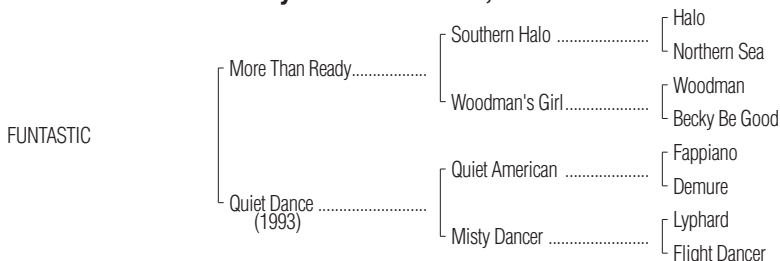 Halo
Southern Halo ......................
Northern Sea
More Than Ready..................
Woodman
Woodman's Girl....................
Becky Be Good
FUNTASTIC
Fappiano
Quiet American ....................
Demure
Quiet Dance ..........................
(1993)
Lyphard
Misty Dancer ........................
Flight Dancer